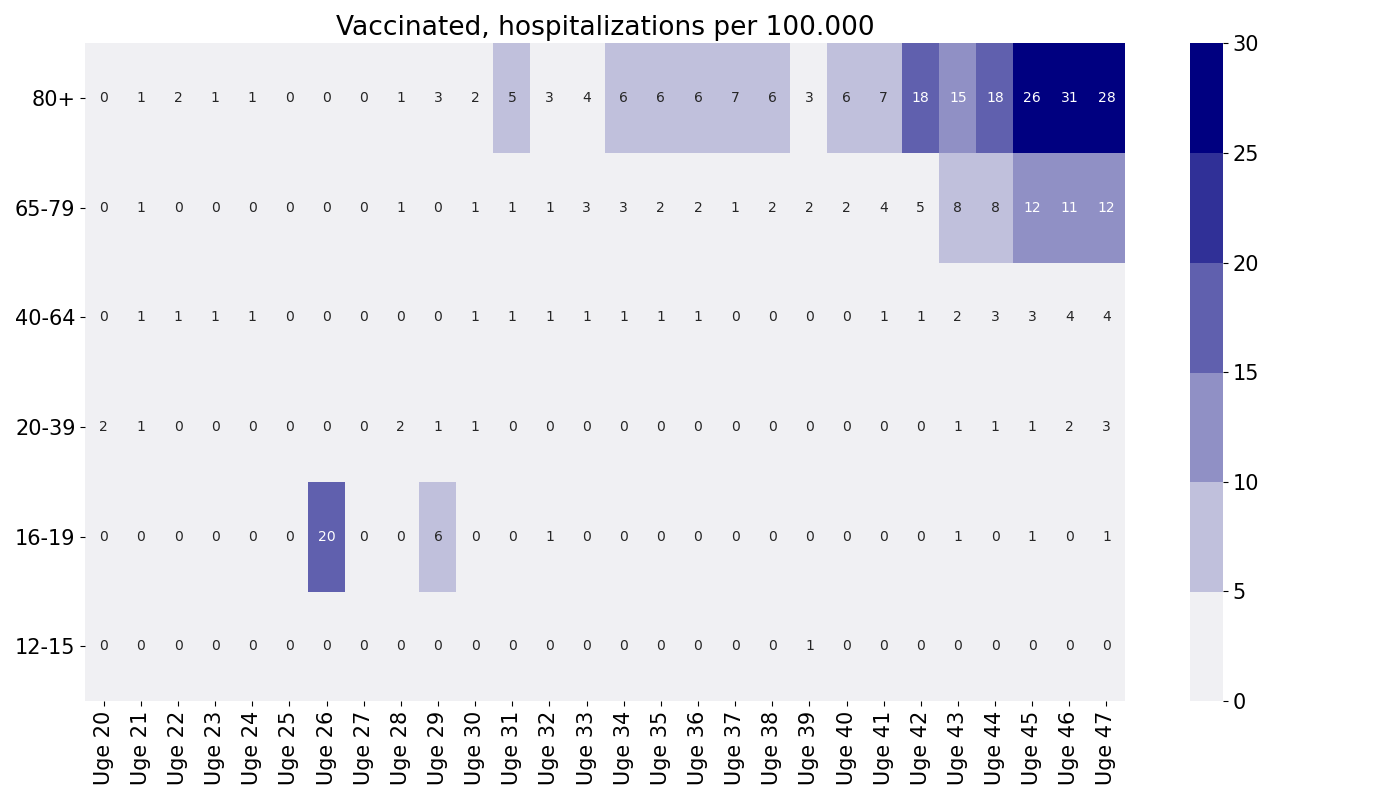 Vaccinated, hospitalizations per 100.000
80+ 0 1 2 1 1 0 0 0 1 3 2 5 3 4 6 6 6 7 6 3 6 7 18 15 18 26 31 28
65-79 0 1 0 0 0 0 0 0 1 0 1 1 1 3 3 2 2 1 2 2 2 4 5 8 8 12 11 12
40-64 0 1 1 1 1 0 0 0 0 0 1 1 1 1 1 1 1 0 0 0 0 1 1 2 3 3 4 4
20-39 2 1 0 0 0 0 0 0 2 1 1 0 0 0 0 0 0 0 0 0 0 0 0 1 1 1 2 3
16-19 0 0 0 0 0 0 20 0 0 6 0 0 1 0 0 0 0 0 0 0 0 0 0 1 0 1 0 1
12-15 0 0 0 0 0 0 0 0 0 0 0 0 0 0 0 0 0 0 0 1 0 0 0 0 0 0 0 0
Uge 20
Uge 21
Uge 22
Uge 23
Uge 24
Uge 25
Uge 26
Uge 27
Uge 28
Uge 29
Uge 30
Uge 31
Uge 32
Uge 33
Uge 34
Uge 35
Uge 36
Uge 37
Uge 38
Uge 39
Uge 40
Uge 41
Uge 42
Uge 43
Uge 44
Uge 45
Uge 46
Uge 47
30
25
20
15
10
5
0